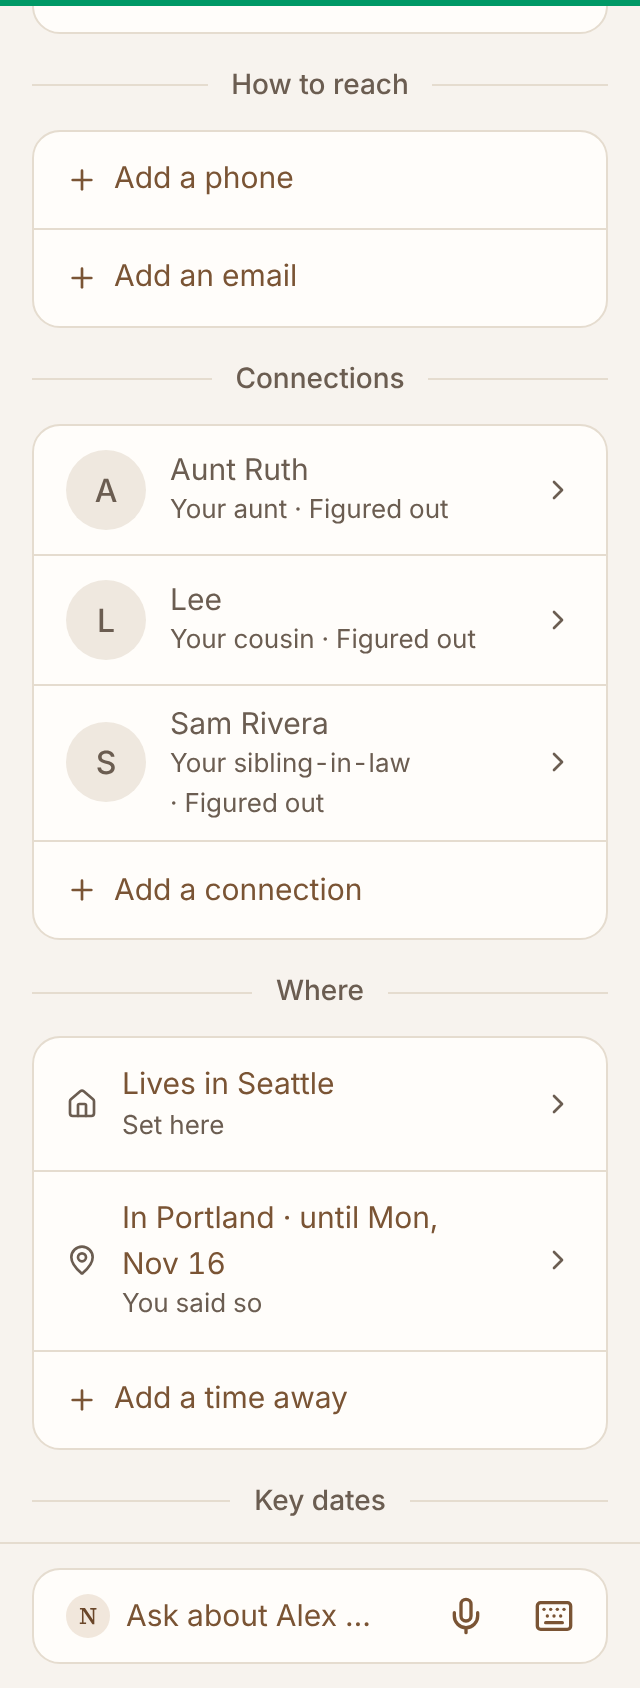 How to reach
Add a phone
Add an email
Connections
A
Aunt Ruth
Your aunt · Figured out
L
Lee
Your cousin · Figured out
S
Sam Rivera
Your sibling-in-law
· Figured out
Add a connection
Where
Lives in Seattle
Set here
In Portland · until Mon,
Nov 16
You said so
Add a time away
Key dates
N
Ask about Alex ...